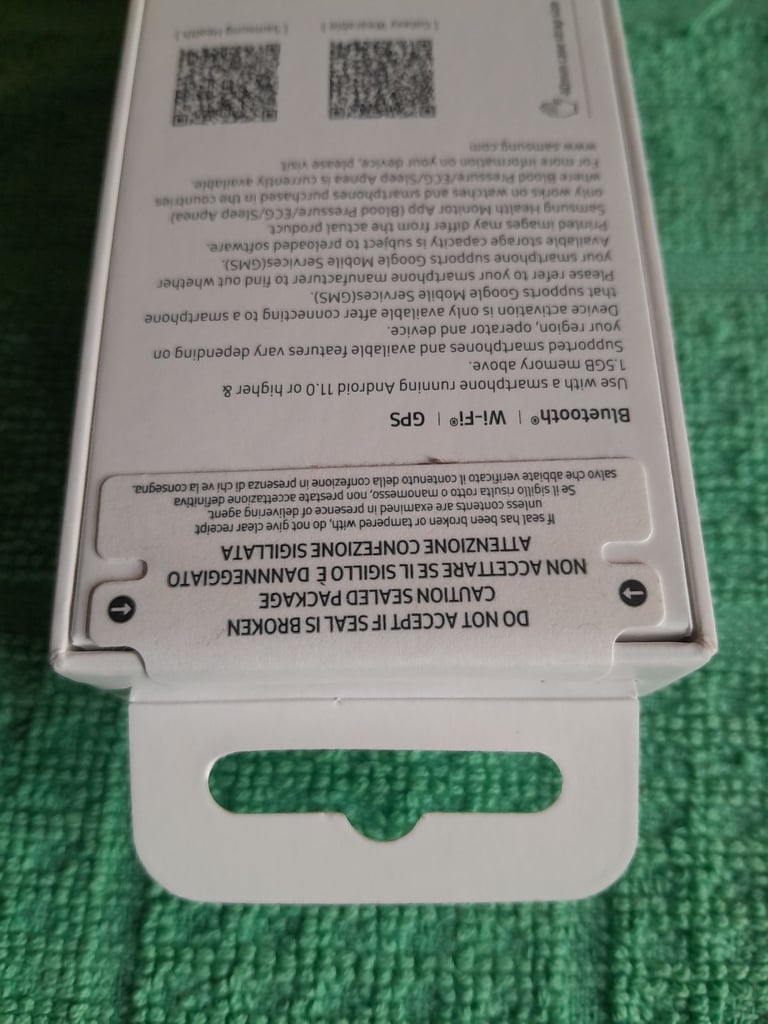 DO NOT ACCEPT IF SEAL IS BROKEN
CAUTION SEALED PACKAGE
NON ACCETTARE SE IL SIGILLO È DANNNEGGIATO
ATTENZIONE CONFEZIONE SIGILLATA
If seal has been broken or tampered with, do not give clear receipt
unless contents are examined in presence of delivering agent.
Se il sigillo risulta rotto o manomesso, non prestate accettazione definitiva
salvo che abbiate verificato il contenuto della confezione in presenza di chi ve la consegna.
Bluetooth® | Wi-Fi® | GPS
Use with a smartphone running Android 11.0 or higher &
1.5GB memory above.
Supported smartphones and available features vary depending on
your region, operator and device.
Device activation is only available after connecting to a smartphone
that supports Google Mobile Services(GMS).
Please refer to your smartphone manufacturer to find out whether
your smartphone supports Google Mobile Services(GMS).
Available storage capacity is subject to preloaded software.
Printed images may differ from the actual product.
Samsung Health Monitor App (Blood Pressure/ECG/Sleep Apnea)
only works on watches and smartphones purchased in the countries
where Blood Pressure/ECG/Sleep Apnea is currently available.
For more information on your device, please visit
www.samsung.com
[ Galaxy Wearable ]
[ Samsung Health ]